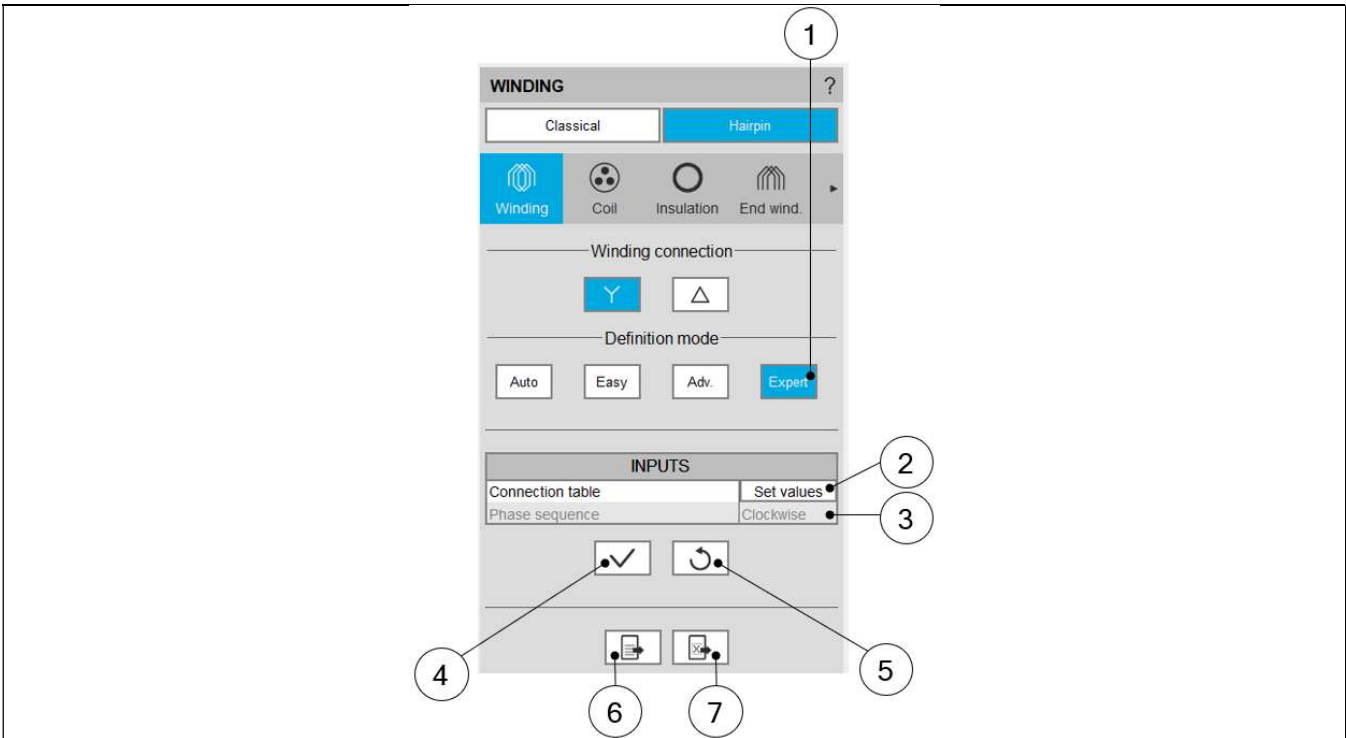 1
WINDING ?
Classical Hairpin
Winding Coil Insulation End wind.
Winding connection
Definition mode
Auto Easy Adv. Expert
INPUTS
2
Connection table Set values
Phase sequence Clockwise
3
4
5
6
7